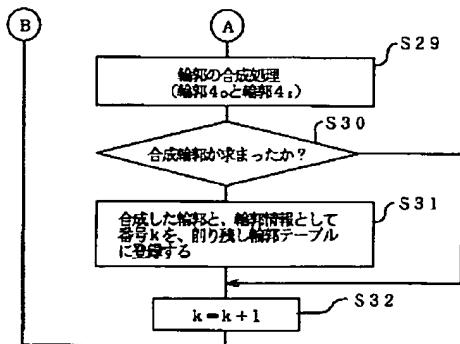 B
A
S29
輪郭の合成処理
(輪郭4₀と輪郭4ᵢ)
S30
合成輪郭が求まったか?
S31
合成した輪郭と、輪郭情報として
番号kを、削り残し輪郭テーブル
に登録する
S32
k=k+1